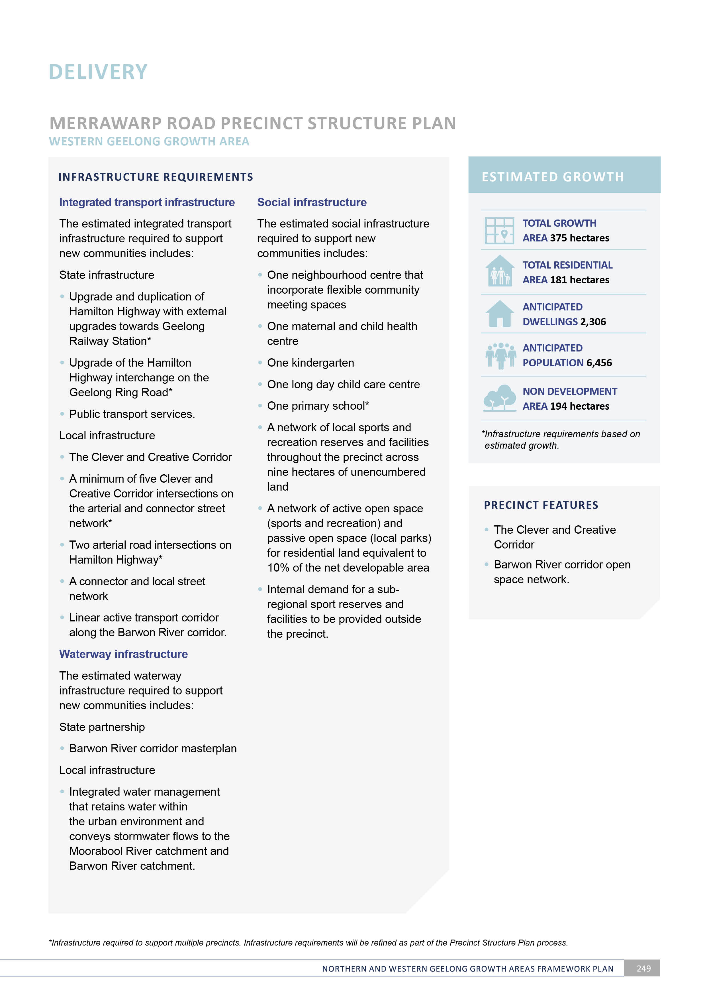 DELIVERY
MERRAWARP ROAD PRECINCT STRUCTURE PLAN
WESTERN GEELONG GROWTH AREA
INFRASTRUCTURE REQUIREMENTS
Integrated transport infrastructure
The estimated integrated transport
infrastructure required to support
new communities includes:
State infrastructure
• Upgrade and duplication of
Hamilton Highway with external
upgrades towards Geelong
Railway Station*
• Upgrade of the Hamilton
Highway interchange on the
Geelong Ring Road*
• Public transport services.
Local infrastructure
• The Clever and Creative Corridor
• A minimum of five Clever and
Creative Corridor intersections on
the arterial and connector street
network*
• Two arterial road intersections on
Hamilton Highway*
• A connector and local street
network
• Linear active transport corridor
along the Barwon River corridor.
Waterway infrastructure
The estimated waterway
infrastructure required to support
new communities includes:
State partnership
• Barwon River corridor masterplan
Local infrastructure
• Integrated water management
that retains water within
the urban environment and
conveys stormwater flows to the
Moorabool River catchment and
Barwon River catchment.
Social infrastructure
The estimated social infrastructure
required to support new
communities includes:
• One neighbourhood centre that
incorporate flexible community
meeting spaces
• One maternal and child health
centre
• One kindergarten
• One long day child care centre
• One primary school*
• A network of local sports and
recreation reserves and facilities
throughout the precinct across
nine hectares of unencumbered
land
• A network of active open space
(sports and recreation) and
passive open space (local parks)
for residential land equivalent to
10% of the net developable area
• Internal demand for a sub-
regional sport reserves and
facilities to be provided outside
the precinct.
ESTIMATED GROWTH
TOTAL GROWTH
AREA 375 hectares
TOTAL RESIDENTIAL
AREA 181 hectares
ANTICIPATED
DWELLINGS 2,306
ANTICIPATED
POPULATION 6,456
NON DEVELOPMENT
AREA 194 hectares
*Infrastructure requirements based on
estimated growth.
PRECINCT FEATURES
• The Clever and Creative
Corridor
• Barwon River corridor open
space network.
*Infrastructure required to support multiple precincts. Infrastructure requirements will be refined as part of the Precinct Structure Plan process.
NORTHERN AND WESTERN GEELONG GROWTH AREAS FRAMEWORK PLAN
249